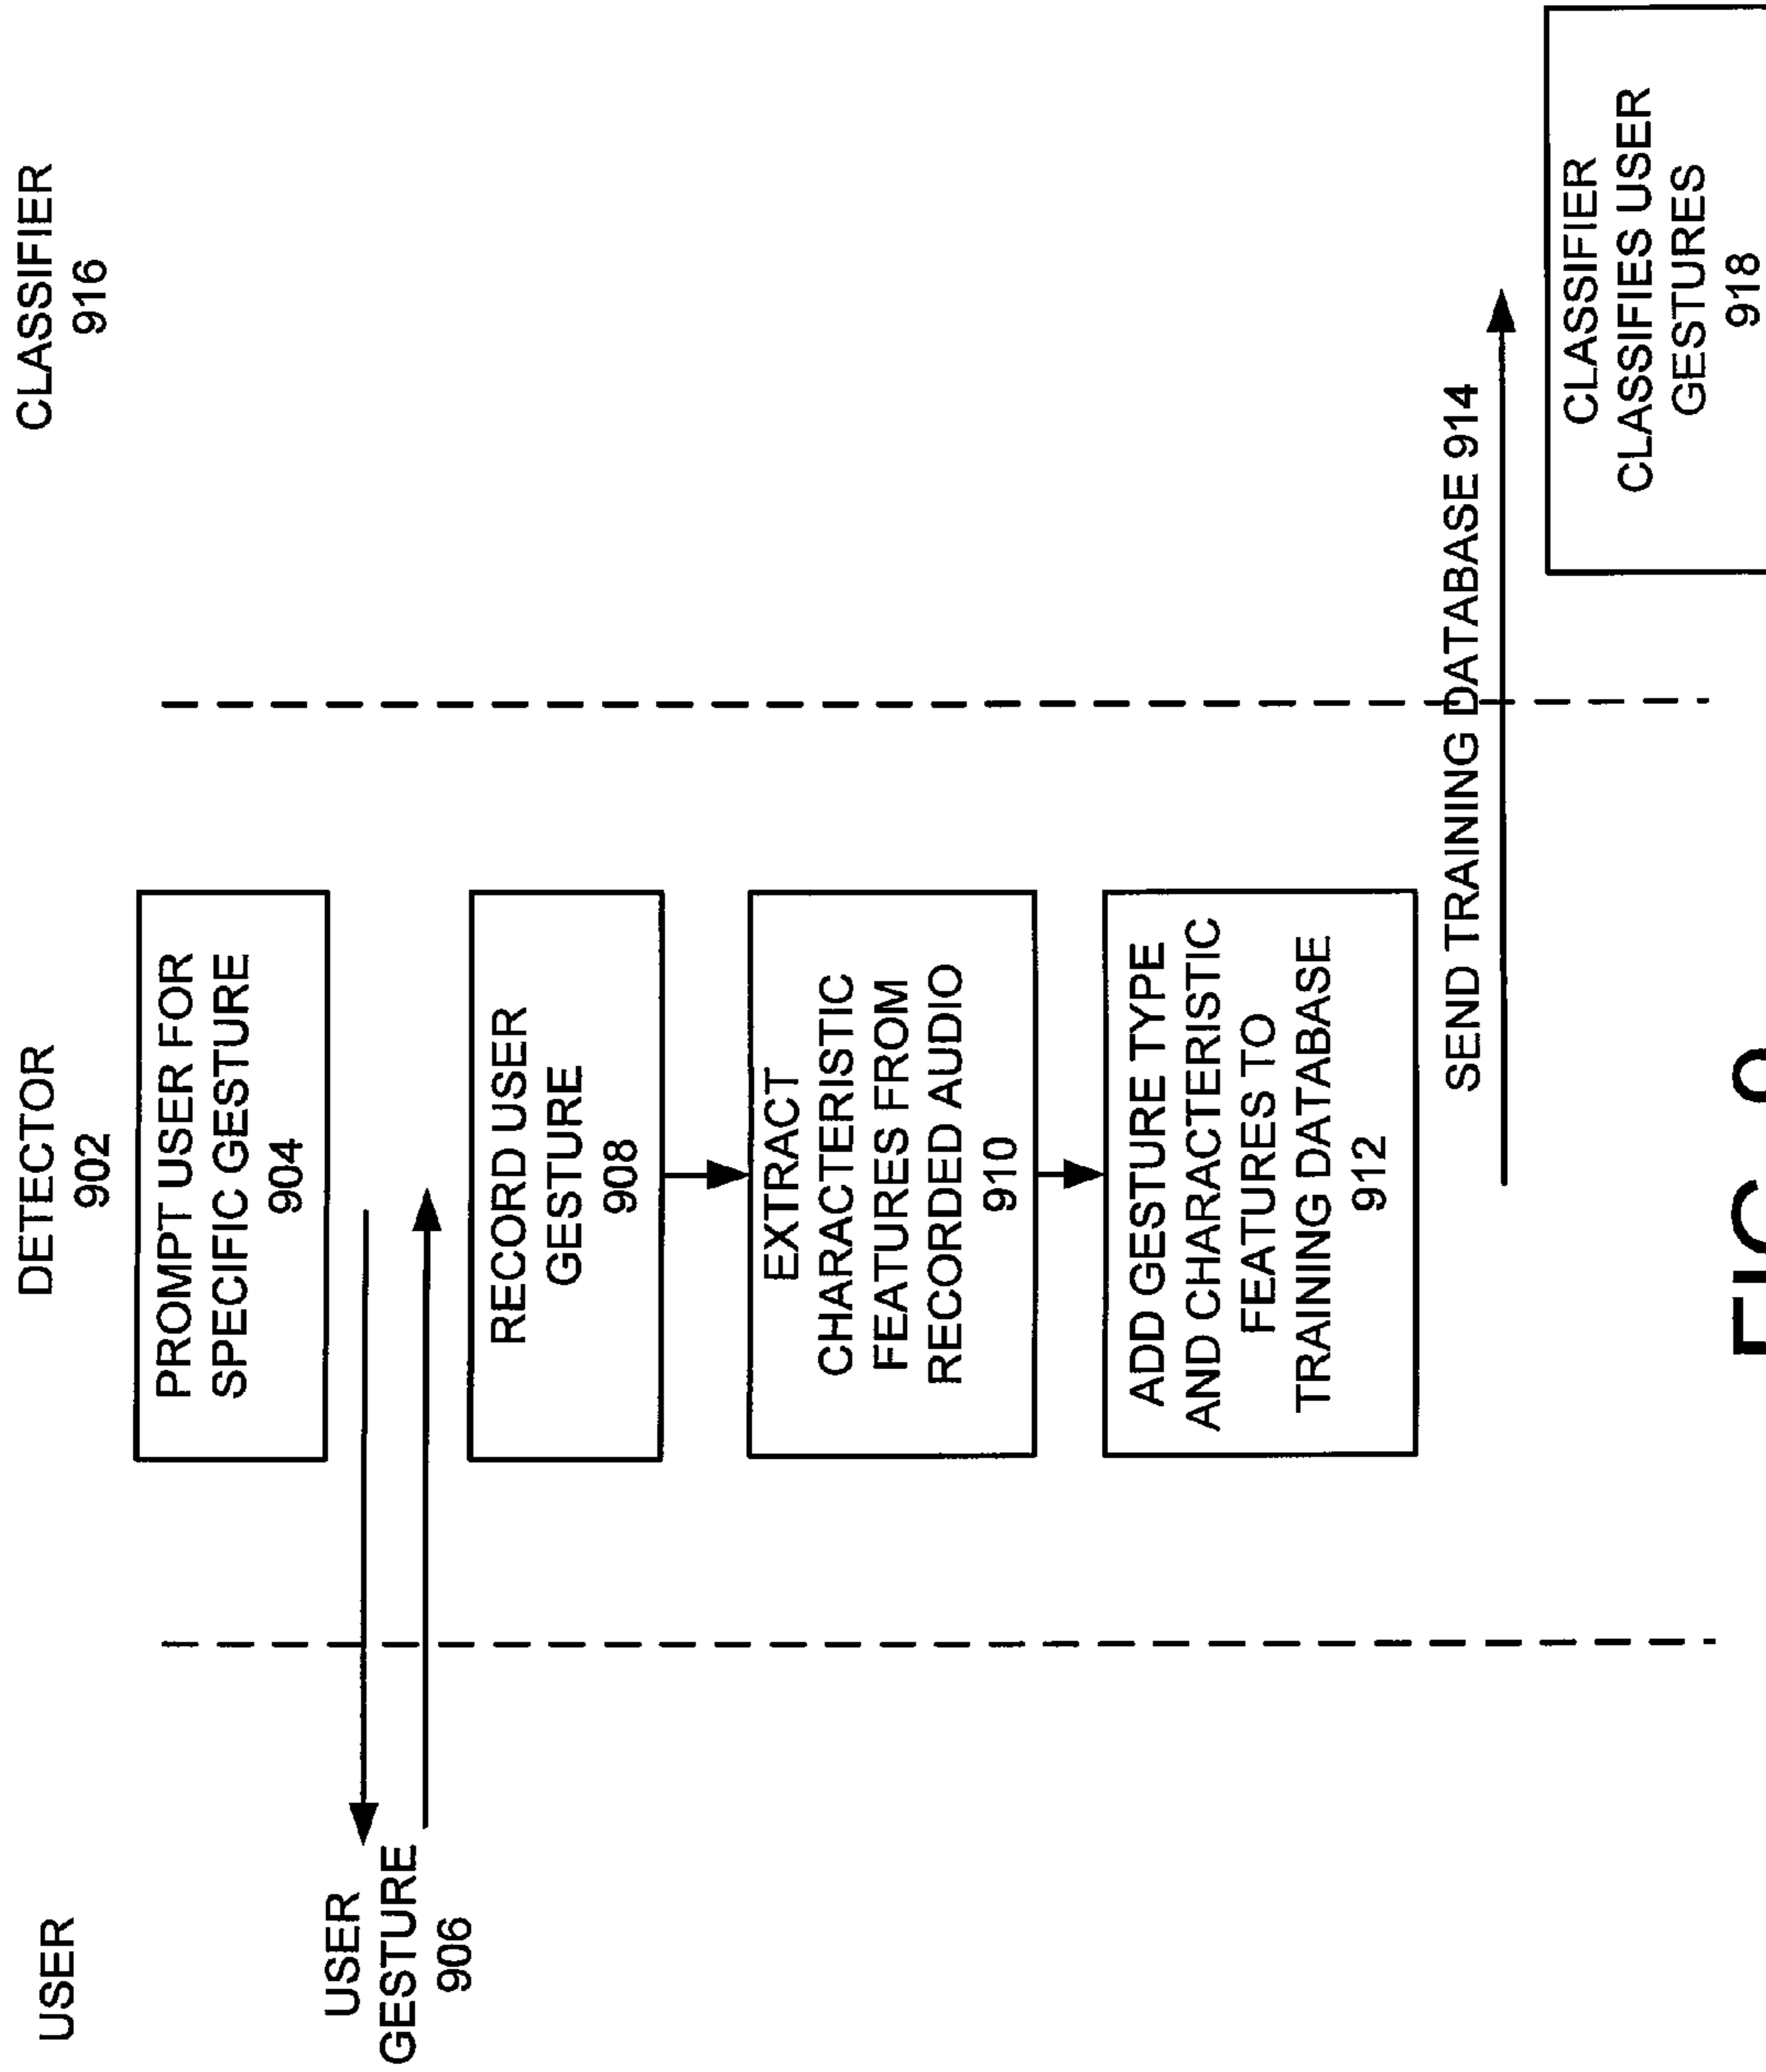 USER
DETECTOR
902
CLASSIFIER
916
PROMPT USER FOR
SPECIFIC GESTURE
904
USER
GESTURE
906
RECORD USER
GESTURE
908
EXTRACT
CHARACTERISTIC
FEATURES FROM
RECORDED AUDIO
910
ADD GESTURE TYPE
AND CHARACTERISTIC
FEATURES TO
TRAINING DATABASE
912
SEND TRAINING DATABASE 914
CLASSIFIER
CLASSIFIES USER
GESTURES
918